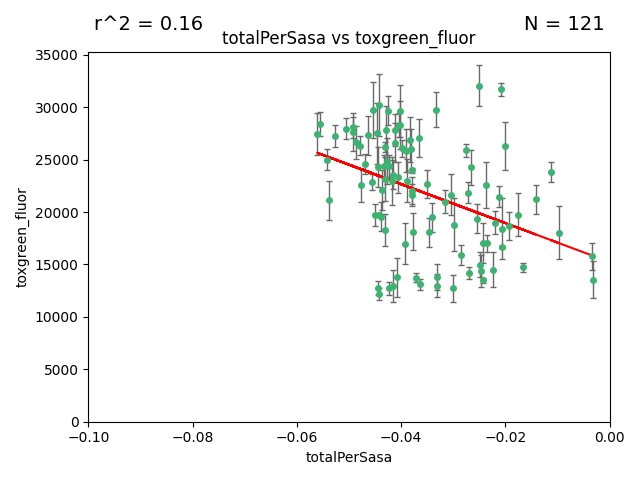 r^2 = 0.16
N = 121
totalPerSasa vs toxgreen_fluor
35000
30000
25000
20000
15000
10000
5000
0
toxgreen_fluor
−0.10
−0.08
−0.06
−0.04
−0.02
0.00
totalPerSasa